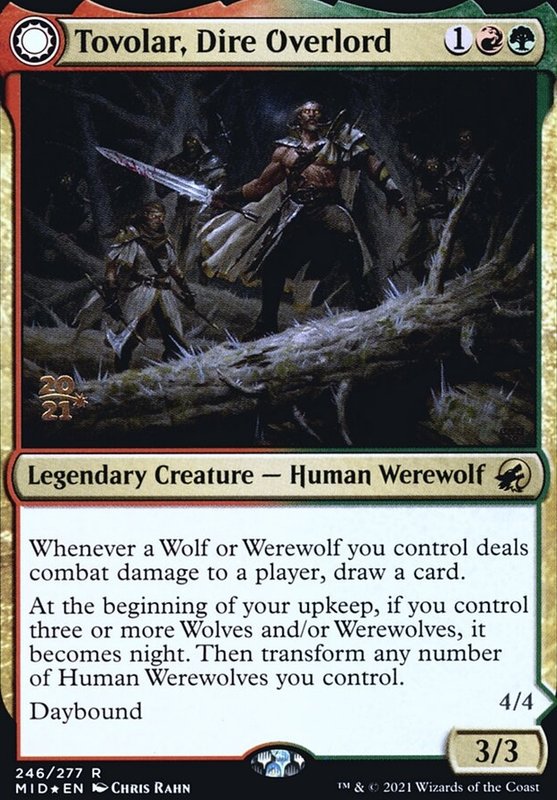 Tovolar, Dire Overlord 1
20
21
Legendary Creature — Human Werewolf
Whenever a Wolf or Werewolf you control deals
combat damage to a player, draw a card.
At the beginning of your upkeep, if you control
three or more Wolves and/or Werewolves, it
becomes night. Then transform any number
of Human Werewolves you control.
Daybound
4/4
3/3
246/277 R
MID★EN Chris Rahn
™ & © 2021 Wizards of the Coast